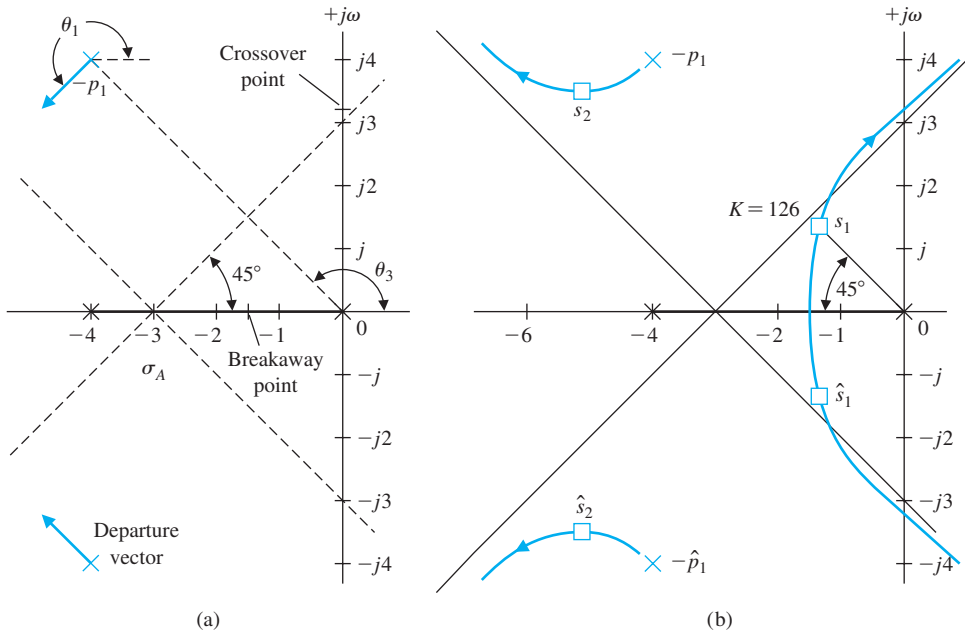 +jω
θ1
−p1
Crossover
point
j4
j3
j2
j
45°
θ3
−4
−3
−2
−1
0
σA
Breakaway
point
−j
−j2
−j3
−j4
Departure
vector
(a)
+jω
−p1
s2
j4
j3
j2
j
K = 126
s1
45°
−6
−4
−2
−1
0
ŝ1
−j
−j2
−j3
−j4
ŝ2
−p̂1
(b)